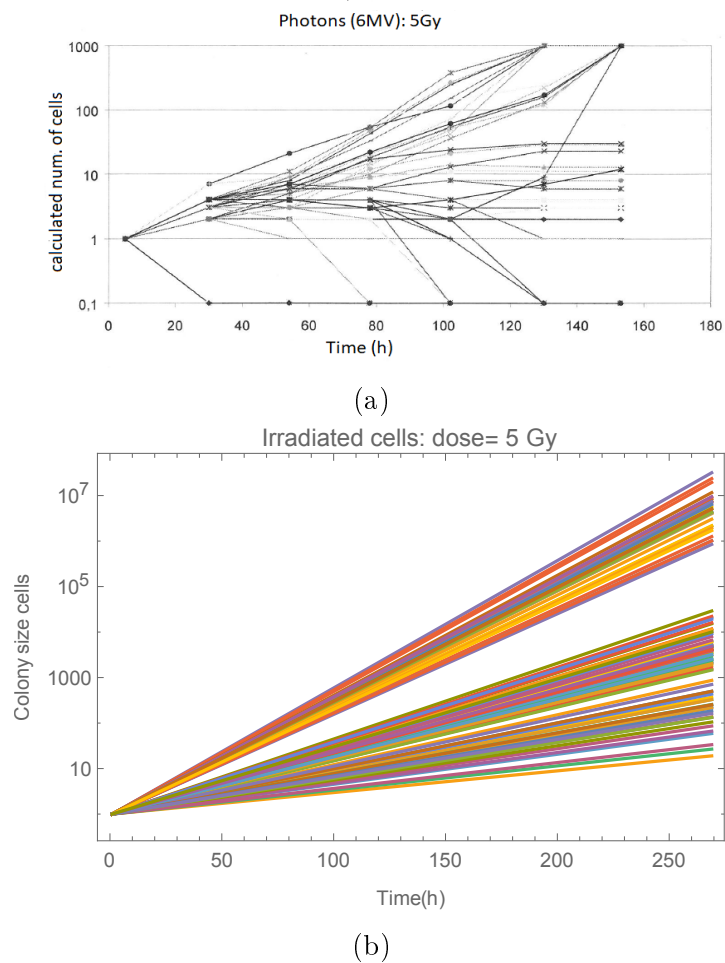 Photons (6MV): 5Gy
calculated num. of cells
1000
100
10
1
0,1
0 20 40 60 80 100 120 140 160 180
Time (h)
(a)
Irradiated cells: dose= 5 Gy
Colony size cells
10^7
10^5
1000
10
0 50 100 150 200 250
Time(h)
(b)